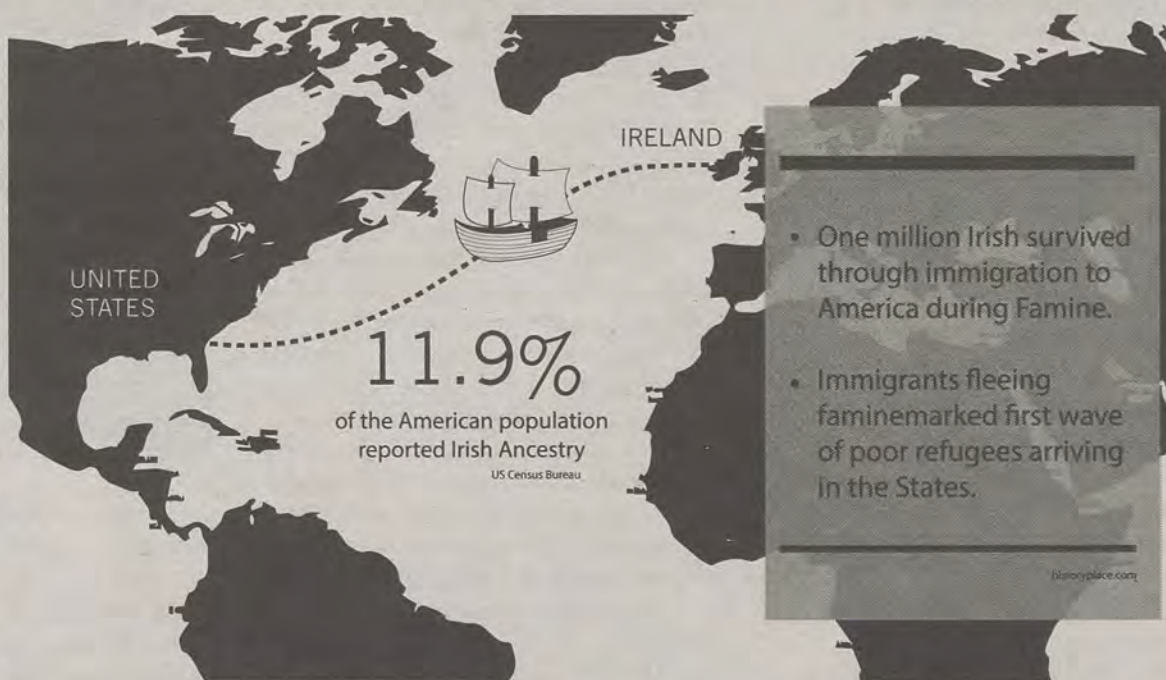 IRELAND
UNITED
STATES
11.9%
of the American population
reported Irish Ancestry
US Census Bureau
• One million Irish survived
through immigration to
America during Famine.
• Immigrants fleeing
faminemarked first wave
of poor refugees arriving
in the States.
historyplace.com